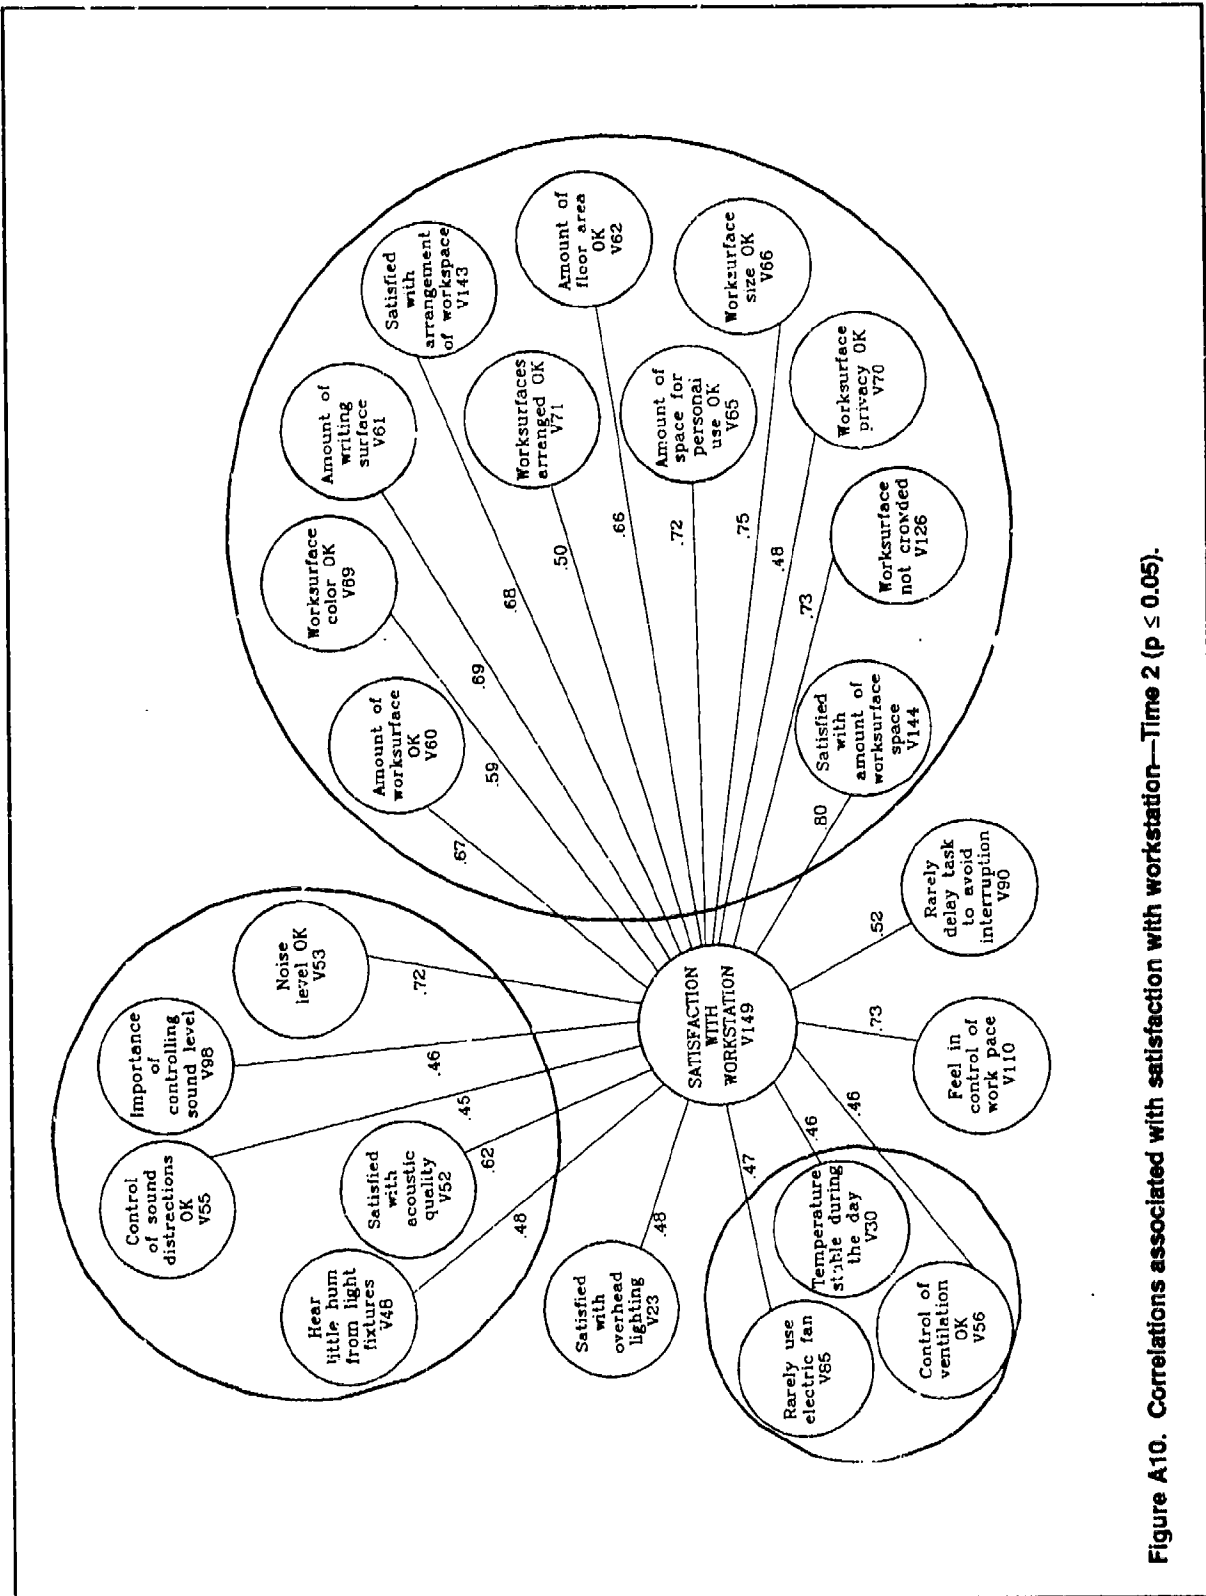 Importance
of
controlling
sound level
V98
Noise
level OK
V53
Control
of sound
distrections
OK
V55
Satisfied
with
acoustic
quality
V52
Hear
little hum
from light
fixtures
V48
.72
.46
.45
.62
.48
Satisfied
with
overhead
lighting
V23
.48
Rarely use
electric fan
V85
Temperature
stable during
the day
V30
Control of
ventilation
OK
V56
.47
.46
.46
SATISFACTION
WITH
WORKSTATION
V149
Feel in
control of
work pace
V110
.73
Rarely
delay task
to avoid
interruption
V90
.52
Amount of
worksurface
OK
V60
.67
Worksurface
color OK
V69
.59
Amount of
writing
surface
V61
.69
Satisfied
with
arrangement
of workspace
V143
.68
Worksurfaces
arranged OK
V71
.50
Amount of
floor area
OK
V62
.66
Amount of
space for
personal
use OK
V65
.72
Worksurface
size OK
V66
.75
Worksurface
privacy OK
V70
.48
Worksurface
not crowded
V126
.73
Satisfied
with
amount of
worksurface
space
V144
.80
Figure A10. Correlations associated with satisfaction with workstation—Time 2 (p ≤ 0.05).